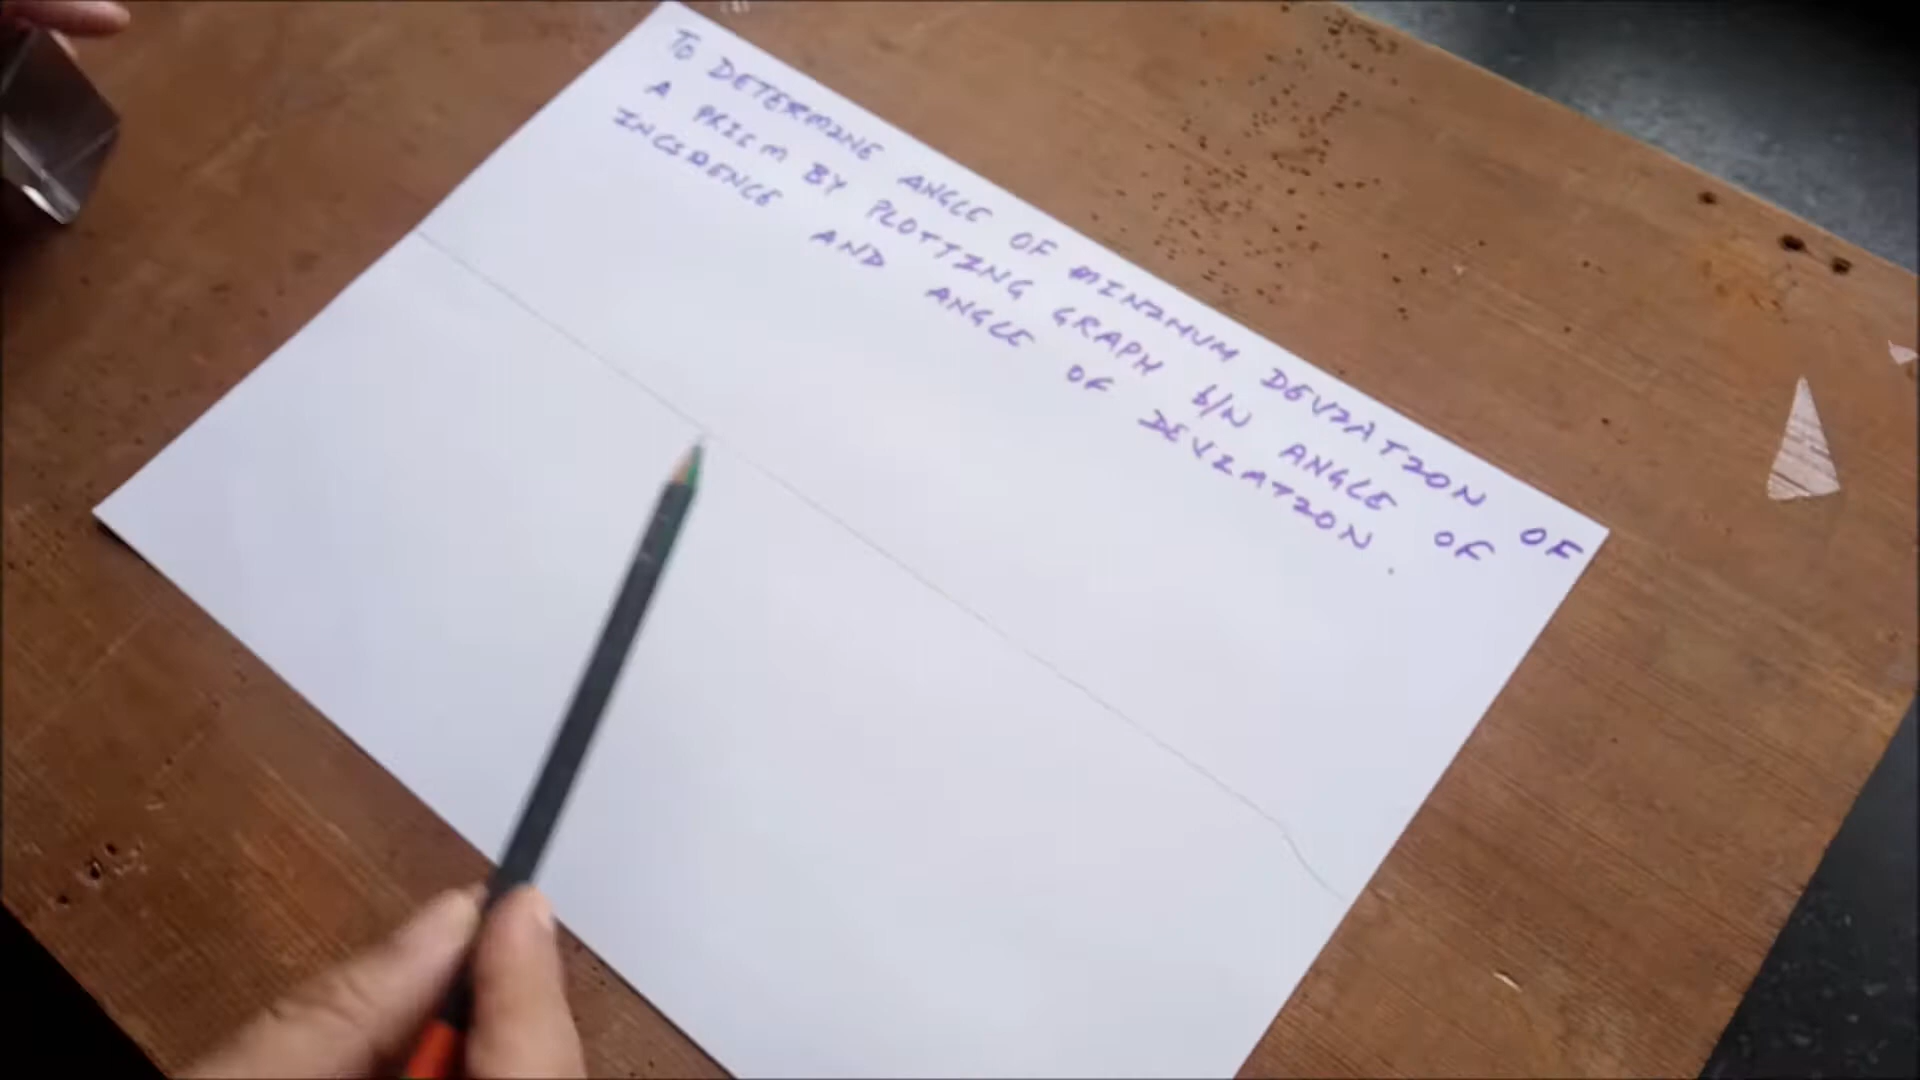 TO DETERMINE ANGLE OF MINIMUM DEVIATION OF
A PRISM BY PLOTTING GRAPH b/N ANGLE OF
INCIDENCE AND ANGLE OF DEVIATION.